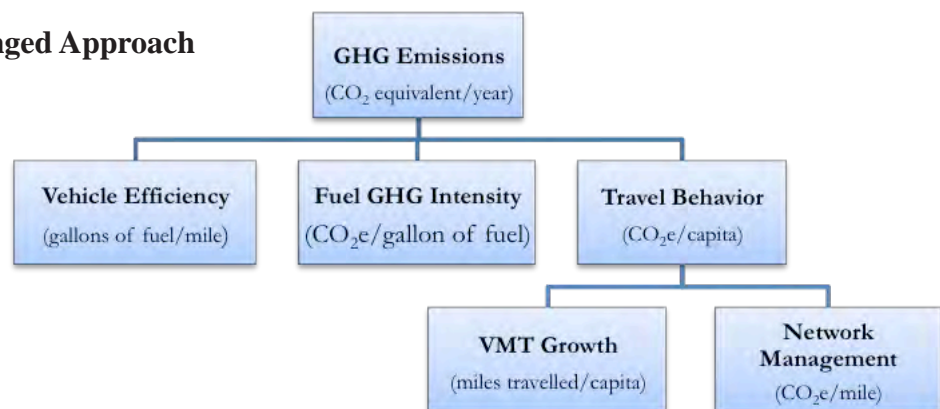 nged Approach
GHG Emissions
(CO₂ equivalent/year)
Vehicle Efficiency
(gallons of fuel/mile)
Fuel GHG Intensity
(CO₂e/gallon of fuel)
Travel Behavior
(CO₂e/capita)
VMT Growth
(miles travelled/capita)
Network
Management
(CO₂e/mile)